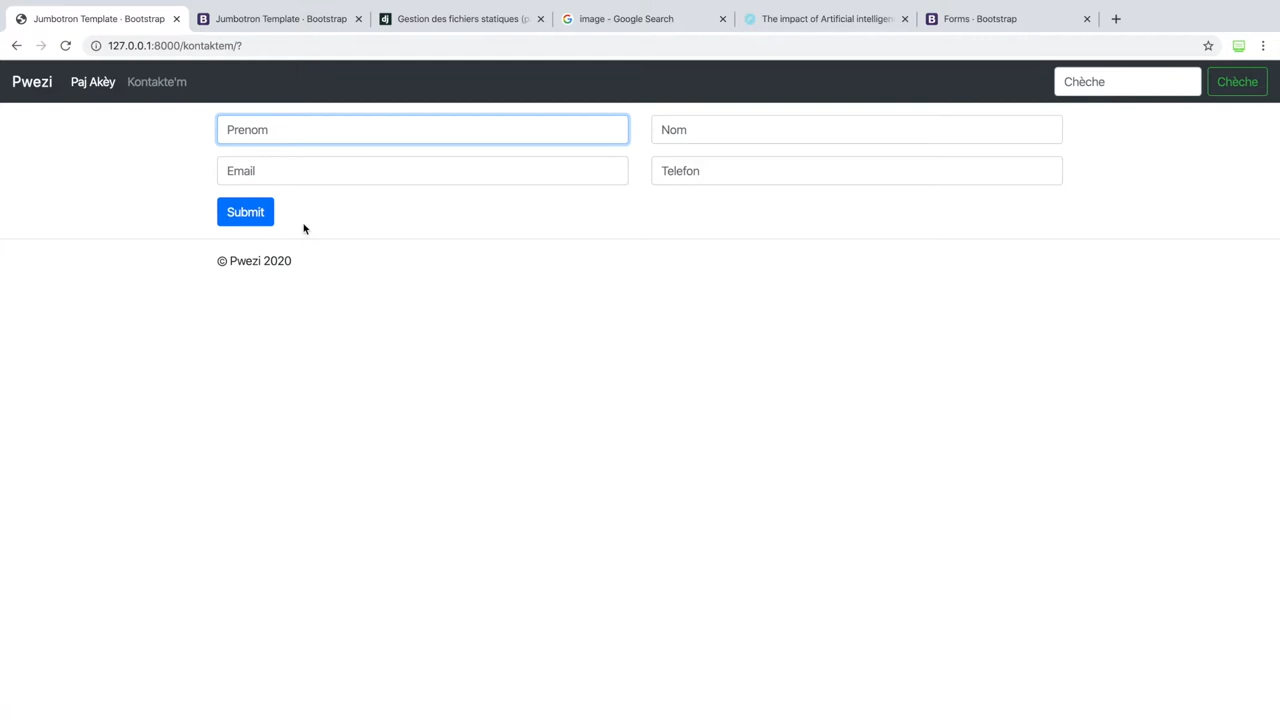 Jumbotron Template · Bootstrap
Jumbotron Template · Bootstrap
Gestion des fichiers statiques (p
image - Google Search
The impact of Artificial intelligen
Forms · Bootstrap
127.0.0.1:8000/kontaktem/?
Pwezi Paj Akèy Kontakte'm Chèche Chèche
Prenom Nom
Email Telefon
Submit
© Pwezi 2020